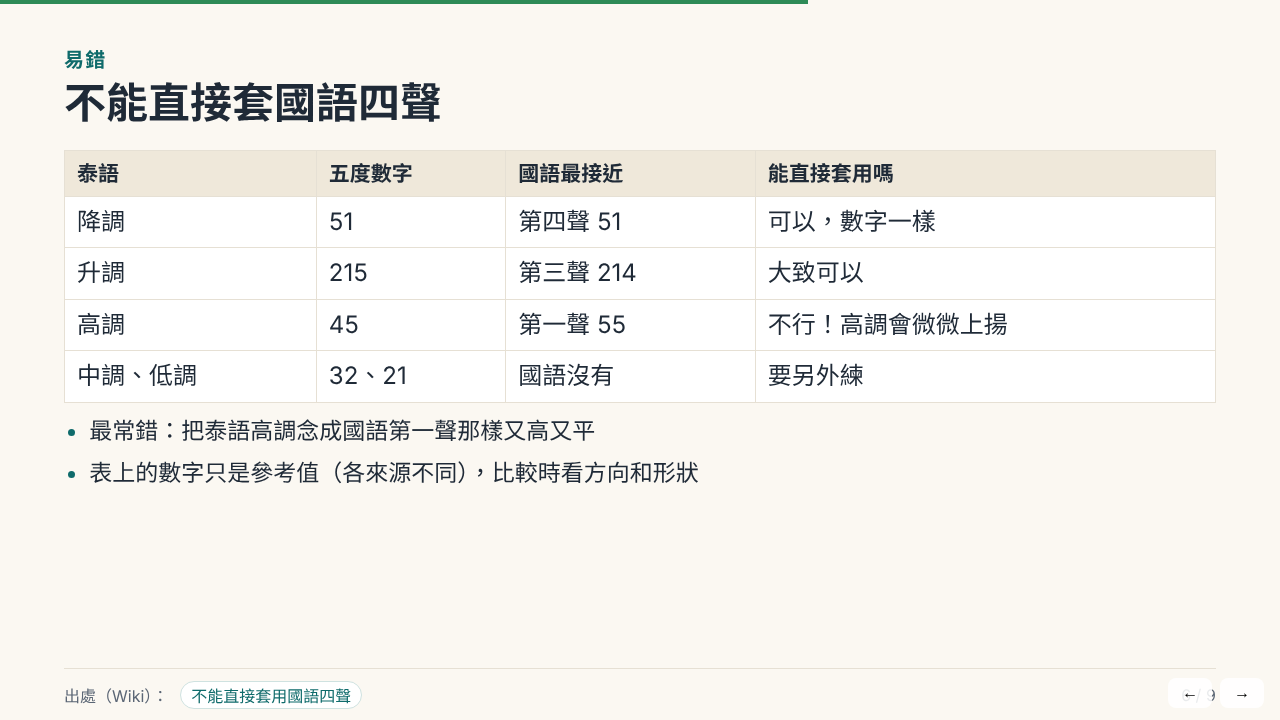 易錯
不能直接套國語四聲
泰語 五度數字 國語最接近 能直接套用嗎
降調 51 第四聲 51 可以，數字一樣
升調 215 第三聲 214 大致可以
高調 45 第一聲 55 不行！高調會微微上揚
中調、低調 32、21 國語沒有 要另外練
• 最常錯：把泰語高調念成國語第一聲那樣又高又平
• 表上的數字只是參考值（各來源不同），比較時看方向和形狀
出處（Wiki）： 不能直接套用國語四聲
← / 9 →